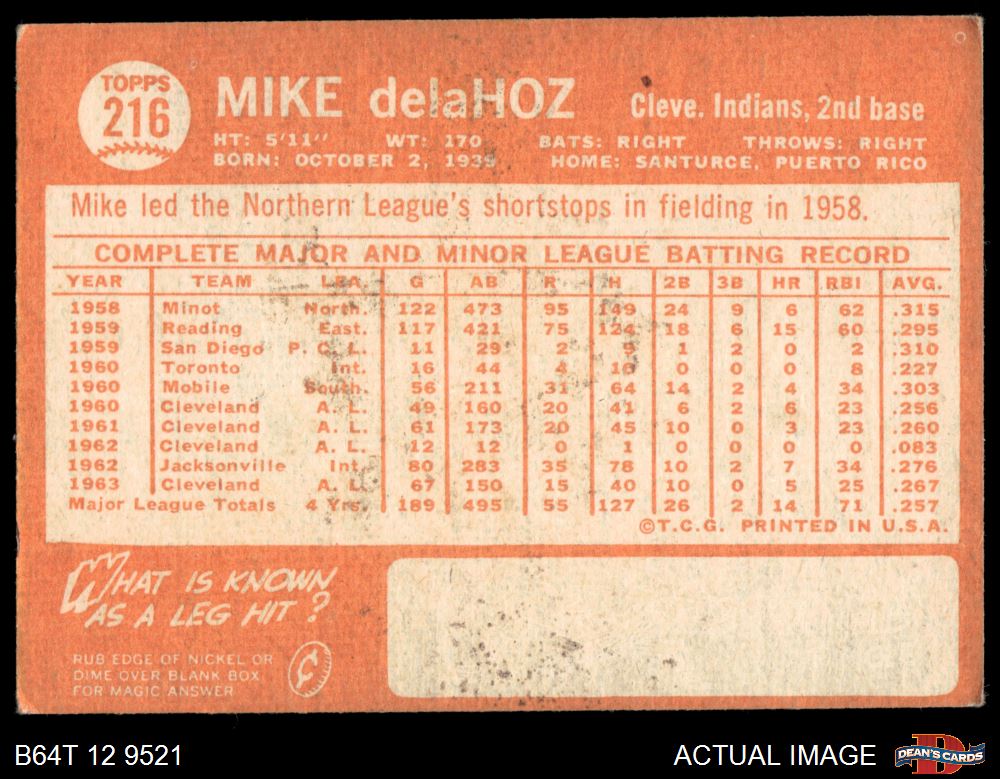 TOPPS
216
MIKE delaHOZ
Cleve. Indians, 2nd base
HT: 5'11" WT: 170 BATS: RIGHT THROWS: RIGHT
BORN: OCTOBER 2, 1939 HOME: SANTURCE, PUERTO RICO
Mike led the Northern League's shortstops in fielding in 1958.
COMPLETE MAJOR AND MINOR LEAGUE BATTING RECORD
YEAR TEAM LEA. G AB R H 2B 3B HR RBI AVG.
1958 Minot North. 122 473 95 149 24 9 6 62 .315
1959 Reading East. 117 421 75 124 18 6 15 60 .295
1959 San Diego P. C. L. 11 29 2 9 1 2 0 2 .310
1960 Toronto Int. 16 44 4 10 0 0 0 8 .227
1960 Mobile South. 56 211 31 64 14 2 4 34 .303
1960 Cleveland A. L. 49 160 20 41 6 2 6 23 .256
1961 Cleveland A. L. 61 173 20 45 10 0 3 23 .260
1962 Cleveland A. L. 12 12 0 1 0 0 0 0 .083
1962 Jacksonville Int. 80 283 35 78 10 2 7 34 .276
1963 Cleveland A. L. 67 150 15 40 10 0 5 25 .267
Major League Totals 4 Yrs. 189 495 55 127 26 2 14 71 .257
©T.C.G. PRINTED IN U.S.A.
WHAT IS KNOWN
AS A LEG HIT?
RUB EDGE OF NICKEL OR
DIME OVER BLANK BOX
FOR MAGIC ANSWER
¢
B64T 12 9521
ACTUAL IMAGE
D
DEAN'S CARDS